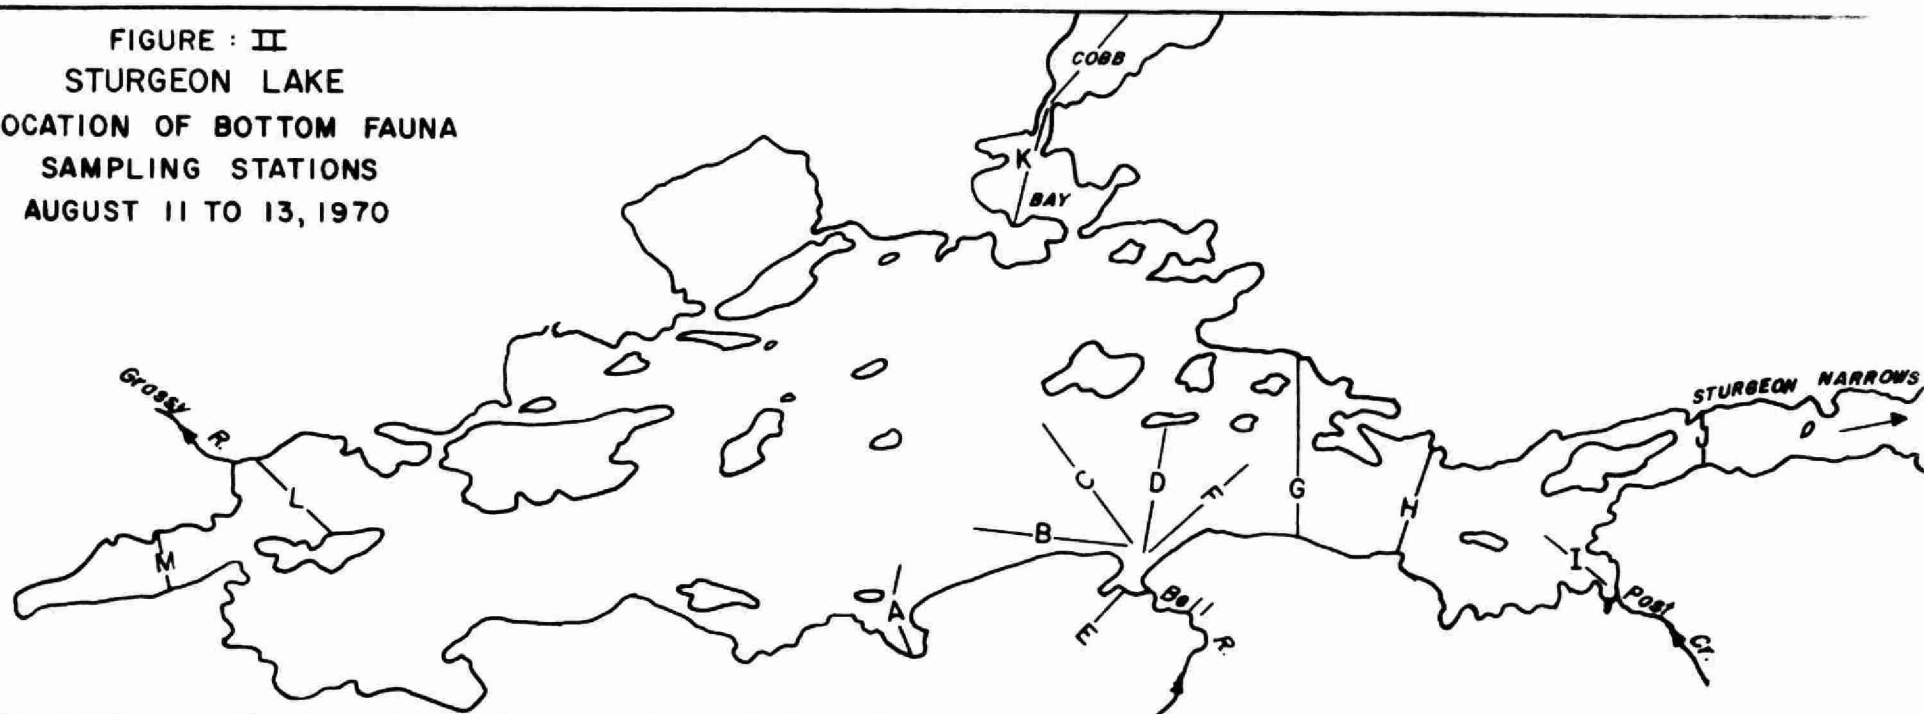 FIGURE : II
STURGEON LAKE
OCATION OF BOTTOM FAUNA
SAMPLING STATIONS
AUGUST 11 TO 13, 1970
COBB
K
BAY
Grassy R.
STURGEON NARROWS
J
L
M
C
D
F
G
H
B
I
A
E
Bell R.
Post Cr.